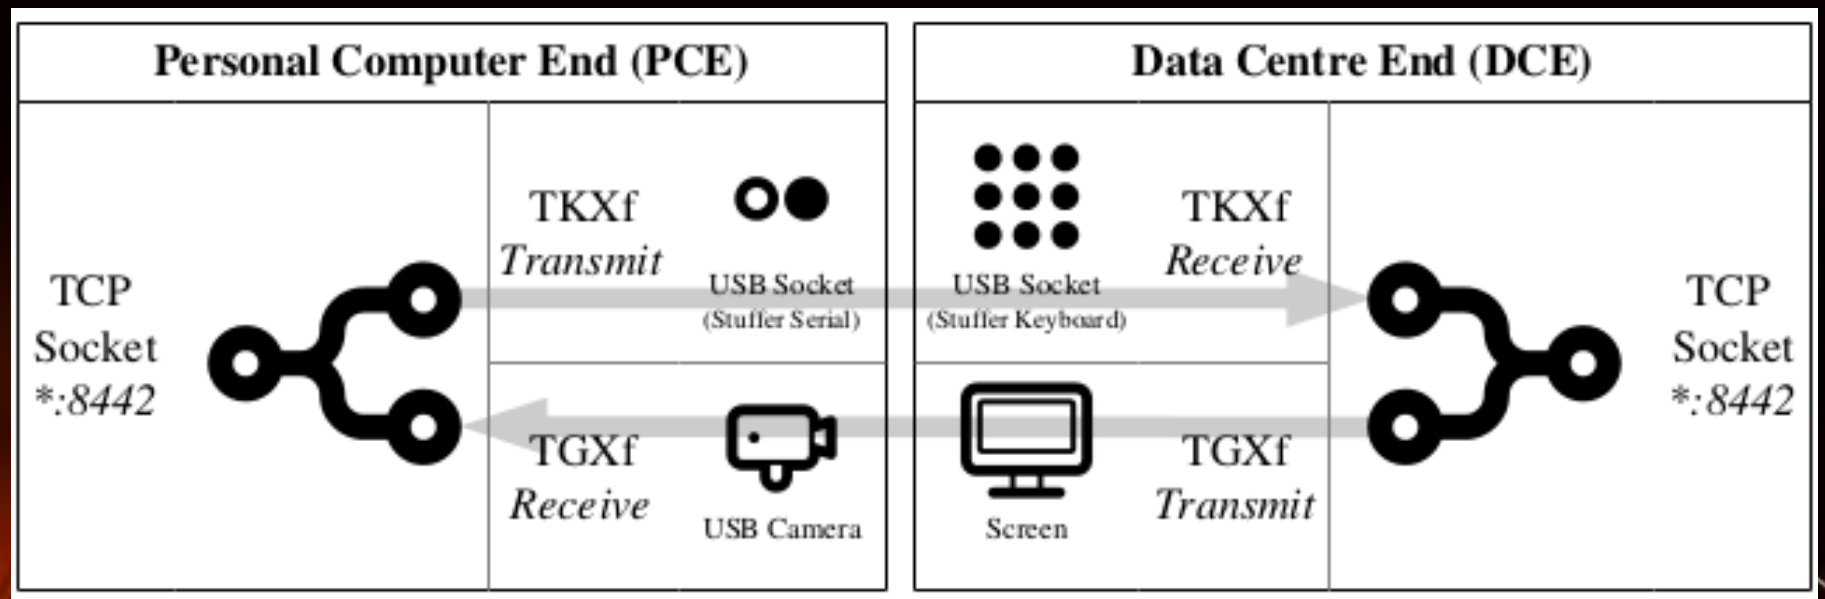 Personal Computer End (PCE)
Data Centre End (DCE)
TCP
Socket
*:8442
TKXf
Transmit
USB Socket
(Stuffer Serial)
TGXf
Receive
USB Camera
USB Socket
(Stuffer Keyboard)
TKXf
Receive
Screen
TGXf
Transmit
TCP
Socket
*:8442